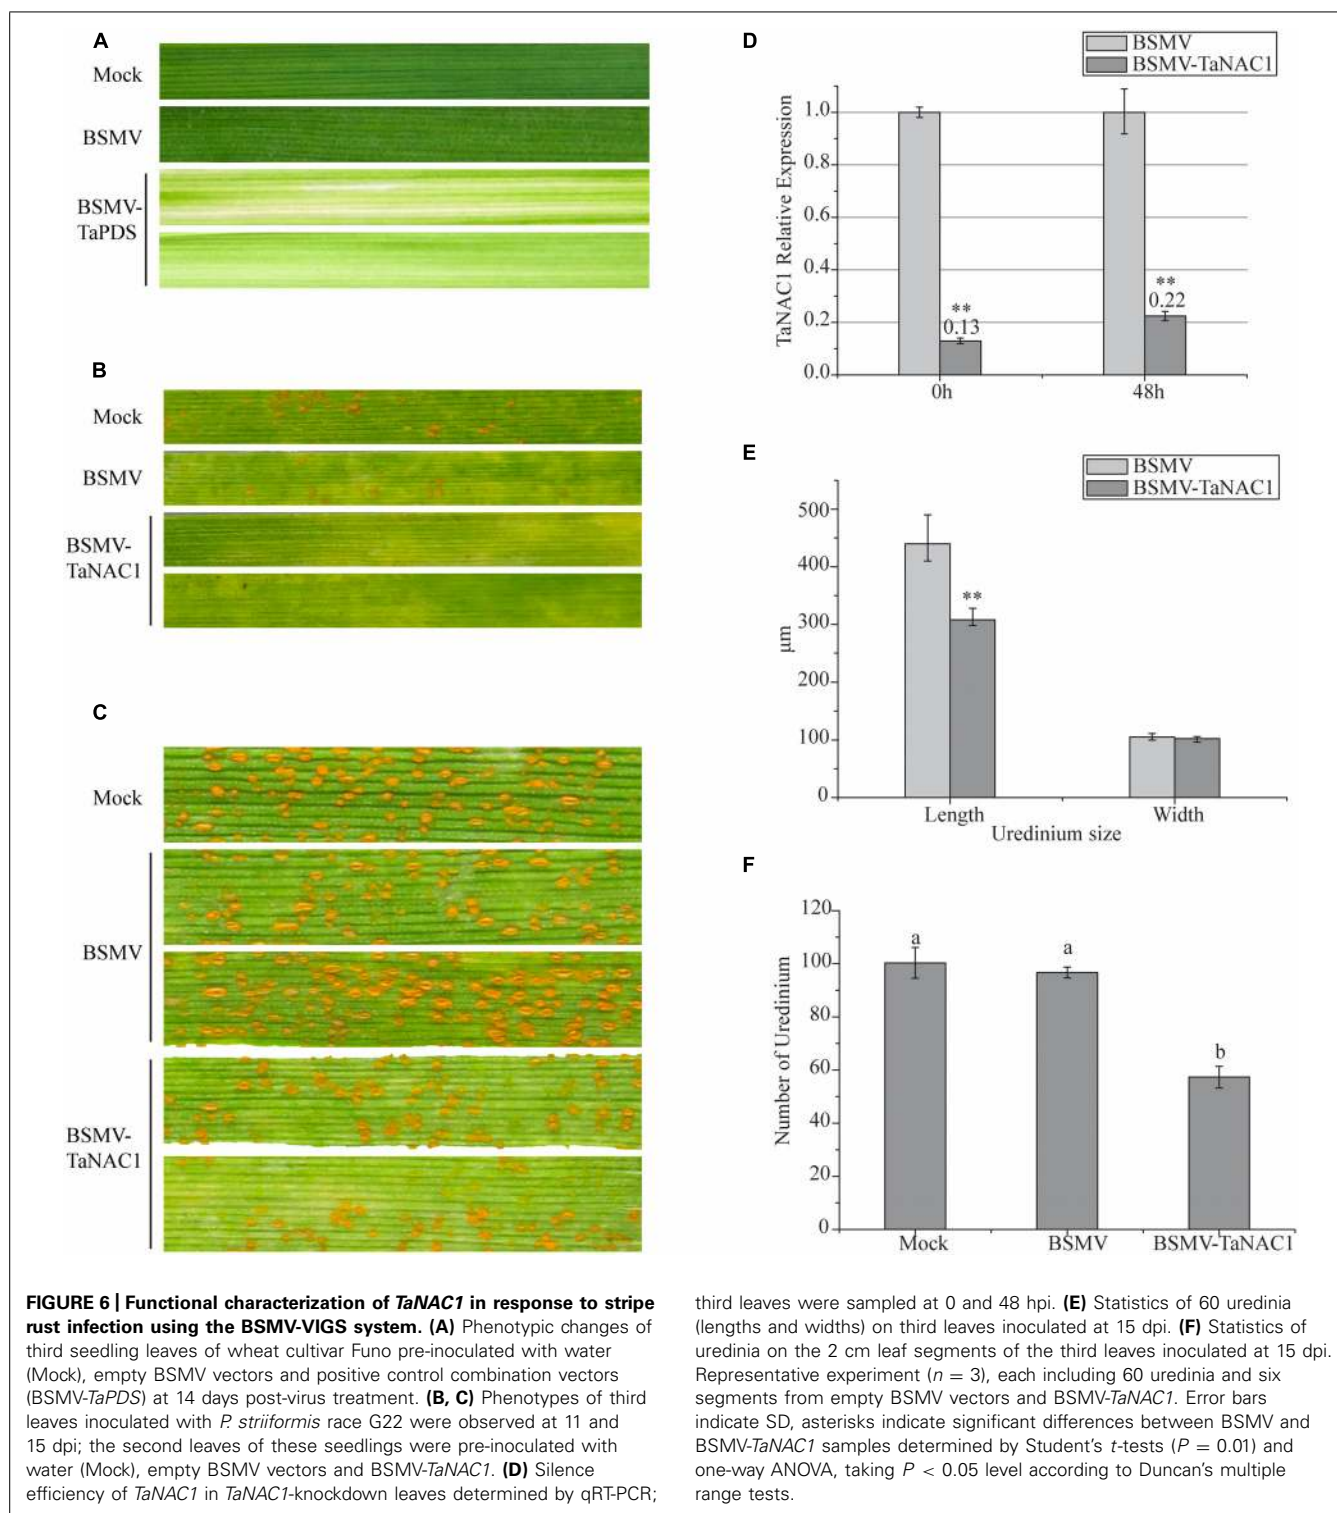 A
Mock
BSMV
BSMV-
TaPDS
B
Mock
BSMV
BSMV-
TaNAC1
C
Mock
BSMV
BSMV-
TaNAC1
D
BSMV
BSMV-TaNAC1
TaNAC1 Relative Expression
1.0
0.8
0.6
0.4
0.2
0.0
**
0.13
**
0.22
0h
48h
E
BSMV
BSMV-TaNAC1
µm
500
400
300
200
100
0
**
Length
Width
Uredinium size
F
Number of Uredinium
120
100
80
60
40
20
0
a
a
b
Mock
BSMV
BSMV-TaNAC1
FIGURE 6 | Functional characterization of TaNAC1 in response to stripe
rust infection using the BSMV-VIGS system. (A) Phenotypic changes of
third seedling leaves of wheat cultivar Funo pre-inoculated with water
(Mock), empty BSMV vectors and positive control combination vectors
(BSMV-TaPDS) at 14 days post-virus treatment. (B, C) Phenotypes of third
leaves inoculated with P. striiformis race G22 were observed at 11 and
15 dpi; the second leaves of these seedlings were pre-inoculated with
water (Mock), empty BSMV vectors and BSMV-TaNAC1. (D) Silence
efficiency of TaNAC1 in TaNAC1-knockdown leaves determined by qRT-PCR;
third leaves were sampled at 0 and 48 hpi. (E) Statistics of 60 uredinia
(lengths and widths) on third leaves inoculated at 15 dpi. (F) Statistics of
uredinia on the 2 cm leaf segments of the third leaves inoculated at 15 dpi.
Representative experiment (n = 3), each including 60 uredinia and six
segments from empty BSMV vectors and BSMV-TaNAC1. Error bars
indicate SD, asterisks indicate significant differences between BSMV and
BSMV-TaNAC1 samples determined by Student's t-tests (P = 0.01) and
one-way ANOVA, taking P < 0.05 level according to Duncan's multiple
range tests.